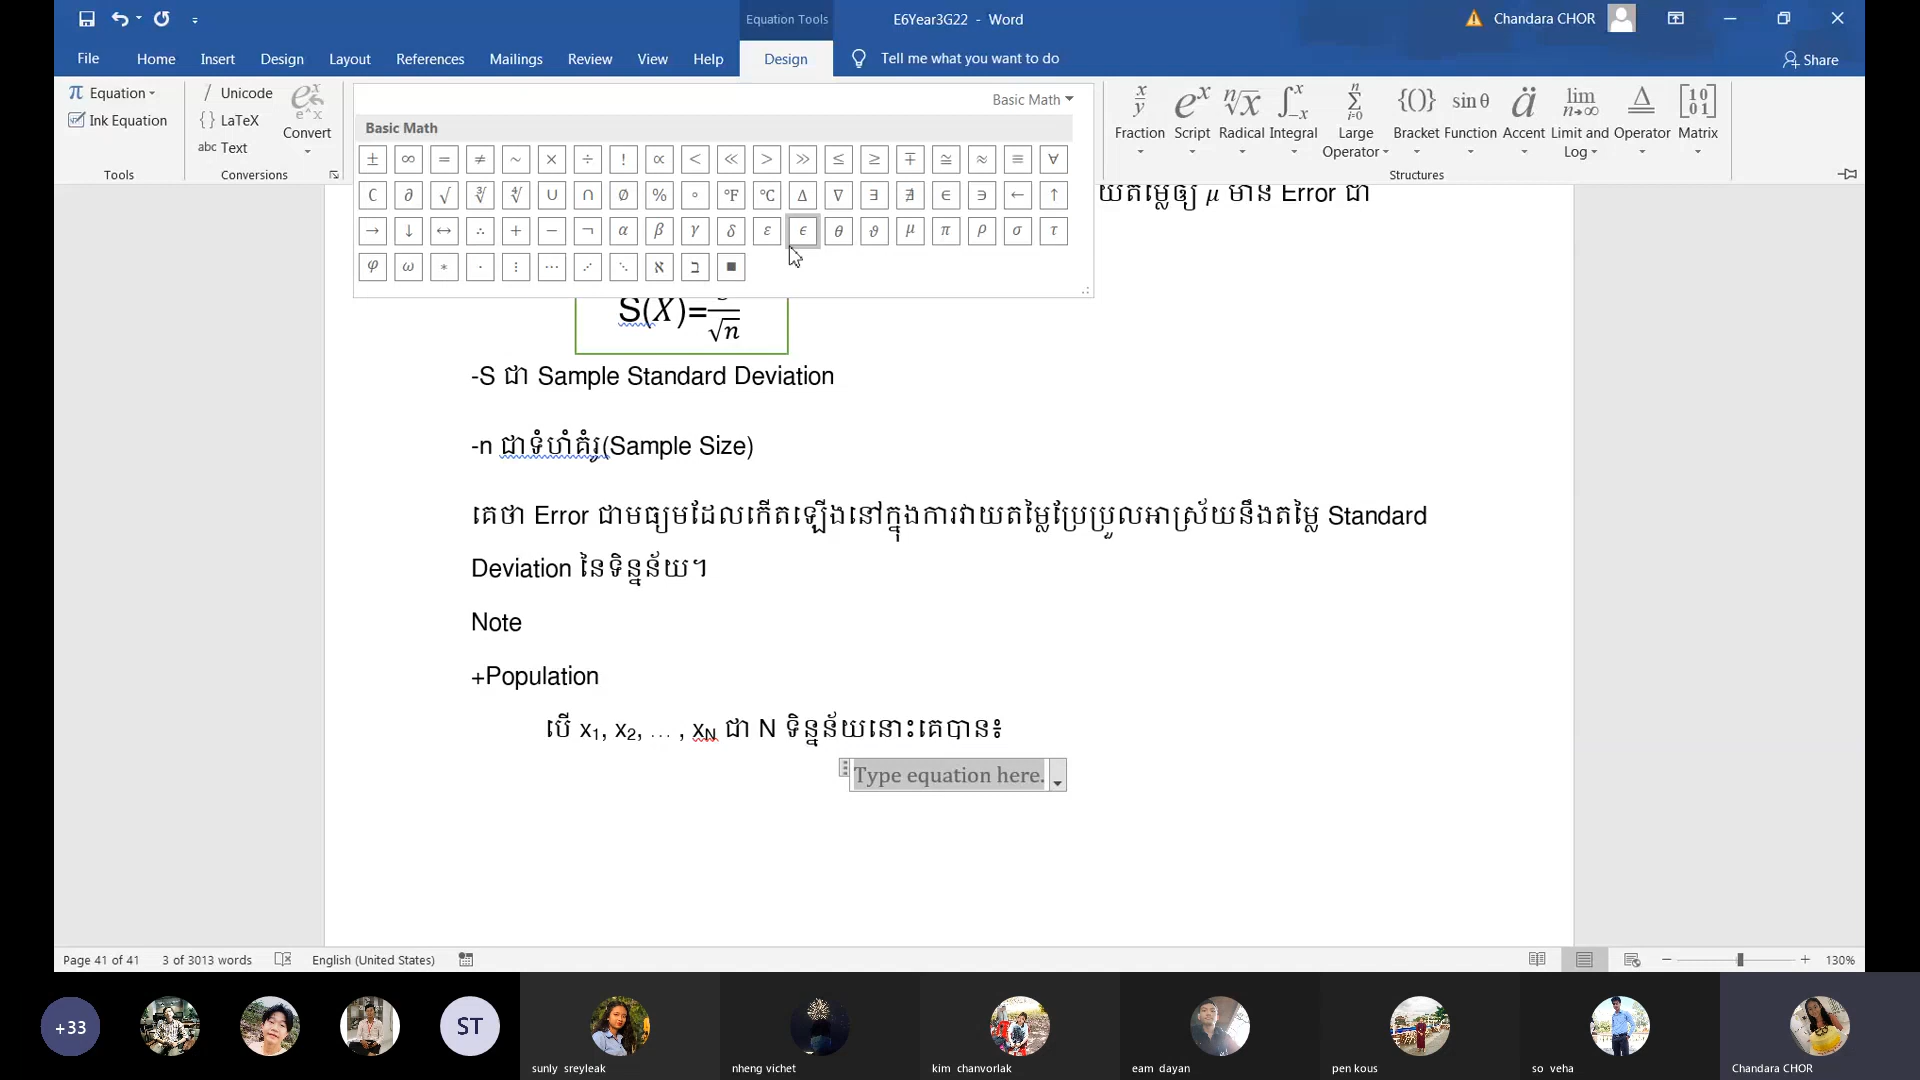 Equation Tools
E6Year3G22 - Word
Chandara CHOR
File Home Insert Design Layout References Mailings Review View Help Design Tell me what you want to do Share
π Equation
Ink Equation
Tools
Unicode
{} LaTeX
abc Text
Convert
Conversions
Basic Math
Basic Math
± ∞ = ≠ ~ × ÷ ! ∝ < ≪ > ≫ ≤ ≥ ∓ ≅ ≈ ≡ ∀
∁ ∂ √ ∛ ∜ ∪ ∩ ∅ % ° °F °C ∆ ∇ ∃ ∄ ∈ ∋ ← ↑
→ ↓ ↔ ∴ + − ¬ α β γ δ ε ϵ θ ϑ μ π ρ σ τ
φ ω * ∙ ⋮ ⋯ ⋰ ⋱ ℵ ℶ ∎
Fraction Script Radical Integral Large Operator Bracket Function Accent Limit and Log Operator Matrix
Structures
យតម្លៃឲ្យ μ មាន Error ជា
S(X)= √n
-S ជា Sample Standard Deviation
-n ជាទំហំគំរូ(Sample Size)
គេថា Error ជាមធ្យមដែលកើតឡើងនៅក្នុងការវាយតម្លៃប្រែប្រួលអាស្រ័យនឹងតម្លៃ Standard
Deviation នៃទិន្នន័យ។
Note
+Population
បើ x₁, x₂, … , xN ជា N ទិន្នន័យនោះគេបាន៖
Type equation here.
Page 41 of 41 3 of 3013 words English (United States) 130%
+33
ST
sunly sreyleak
nheng vichet
kim chanvorlak
eam dayan
pen kous
so veha
Chandara CHOR